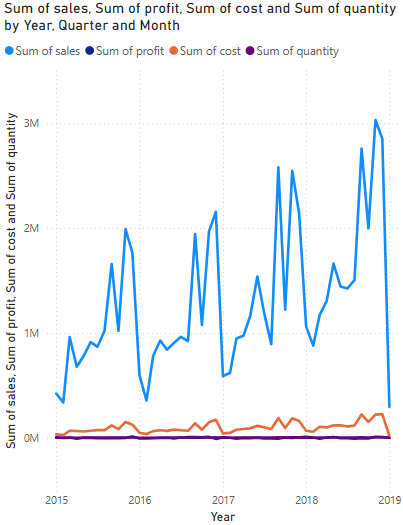 Sum of sales, Sum of profit, Sum of cost and Sum of quantity
by Year, Quarter and Month
Sum of sales Sum of profit Sum of cost Sum of quantity
Sum of sales, Sum of profit, Sum of cost and Sum of quantity
3M
2M
1M
0M
2015 2016 2017 2018 2019
Year